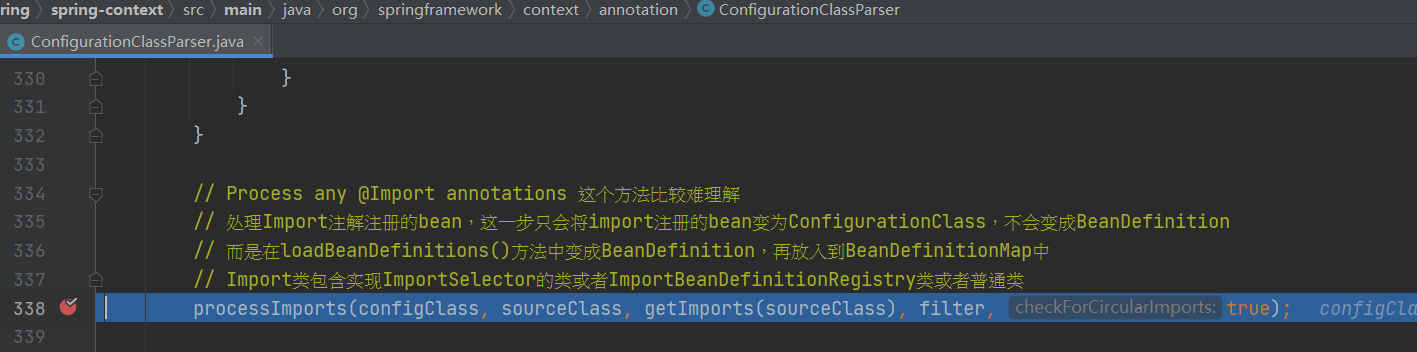 ring › spring-context › src › main › java › org › springframework › context › annotation › ConfigurationClassParser
ConfigurationClassParser.java
330 }
331 }
332 }
333
334 // Process any @Import annotations 这个方法比较难理解
335 // 处理Import注解注册的bean，这一步只会将import注册的bean变为ConfigurationClass，不会变成BeanDefinition
336 // 而是在loadBeanDefinitions()方法中变成BeanDefinition，再放入到BeanDefinitionMap中
337 // Import类包含实现ImportSelector的类或者ImportBeanDefinitionRegistry类或者普通类
338 processImports(configClass, sourceClass, getImports(sourceClass), filter, checkForCircularImports: true); configCla
339